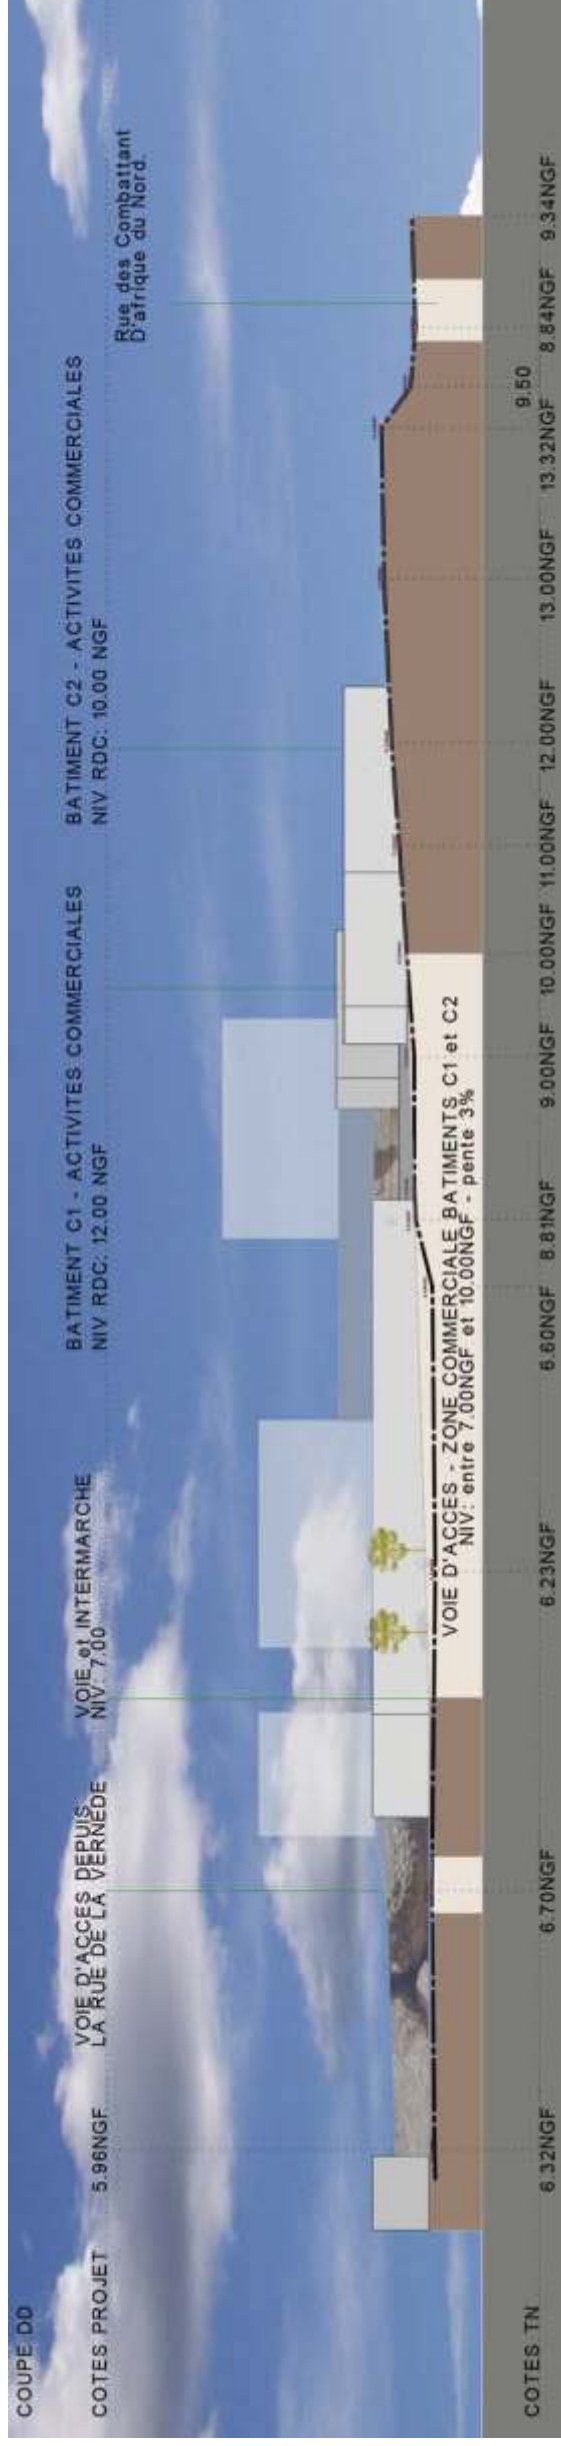 COUPE DD
COTES PROJET
5.96NGF
VOIE D'ACCES DEPUIS
LA RUE DE LA VERNEDE
VOIE et INTERMARCHE
NIV: 7.00
BATIMENT C1 - ACTIVITES COMMERCIALES
NIV RDC: 12.00 NGF
BATIMENT C2 - ACTIVITES COMMERCIALES
NIV RDC: 10.00 NGF
Rue des Combattant
D'afrique du Nord.
VOIE D'ACCES - ZONE COMMERCIALE BATIMENTS C1 et C2
NIV: entre 7.00NGF et 10.00NGF - pente 3%
9.50
COTES TN
6.32NGF
6.70NGF
6.23NGF
6.60NGF
8.81NGF
9.00NGF
10.00NGF
11.00NGF
12.00NGF
13.00NGF
13.32NGF
8.84NGF
9.34NGF